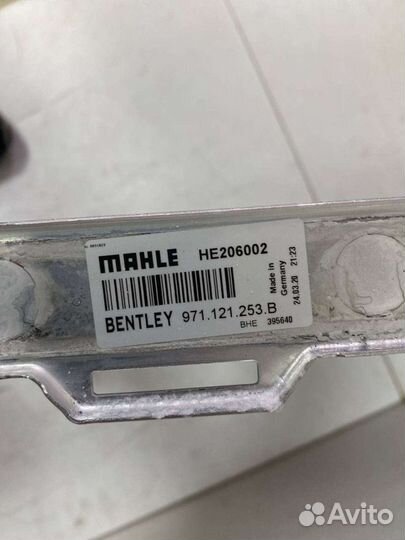 MAHLE HE206002
BENTLEY 971.121.253.B
BHE 395640
Made in
Germany
24.03.20 21:23
Avito